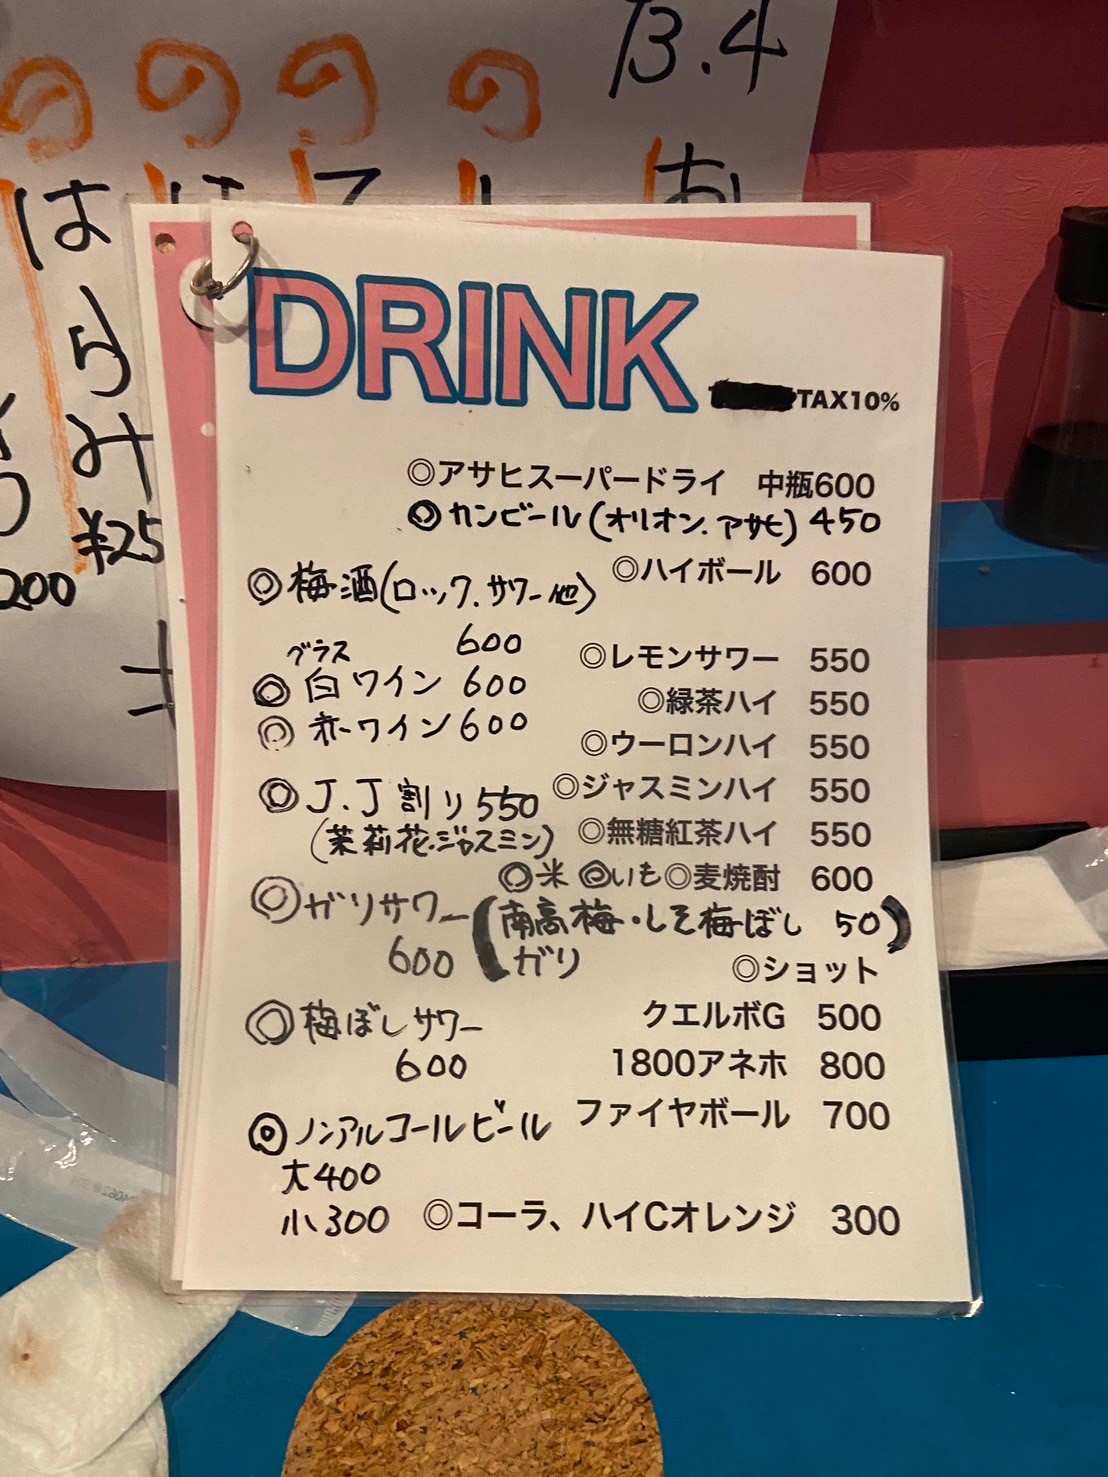 の の の の
13.4
は
ら
み
¥25
200
DRINK
TAX10%
◎アサヒスーパードライ 中瓶600
◎カンビール(オリオン.アサヒ) 450
◎ハイボール 600
◎梅酒(ロック.サワー他)
600
グラス
◎白ワイン 600
◎赤ワイン 600
◎レモンサワー 550
◎緑茶ハイ 550
◎ウーロンハイ 550
◎J.J割り 550
(茉莉花.ジャスミン)
◎ジャスミンハイ 550
◎無糖紅茶ハイ 550
◎米 ◎いも◎麦焼酎 600
(南高梅・しそ梅ぼし 50)
ガリ
◎ガリサワー
600
◎ショット
クエルボG 500
1800アネホ 800
ファイヤボール 700
◎梅ぼしサワー
600
◎ノンアルコールビール
大400
小300
◎コーラ、ハイCオレンジ 300